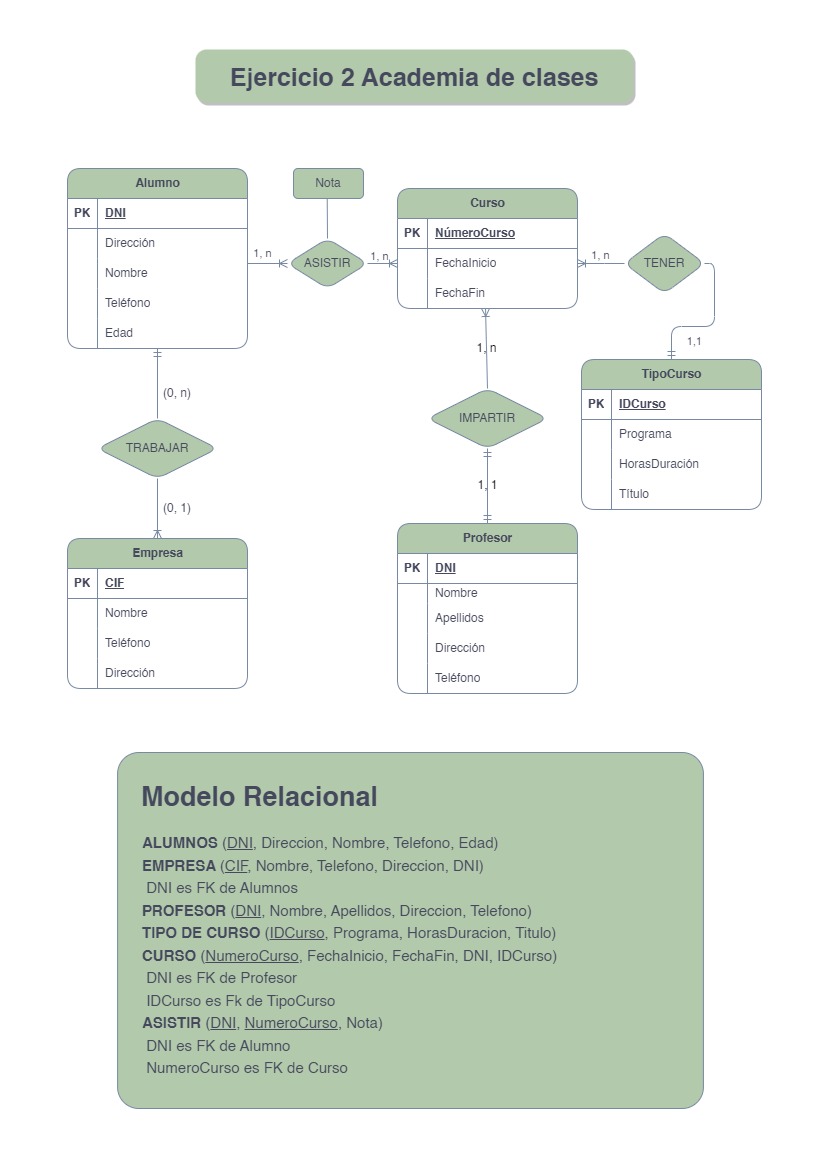 Ejercicio 2 Academia de clases
Alumno
PK DNI
Dirección
Nombre
Teléfono
Edad
Nota
1, n
ASISTIR
1, n
Curso
PK NúmeroCurso
FechaInicio
FechaFin
1, n
TENER
1,1
TipoCurso
PK IDCurso
Programa
HorasDuración
Título
(0, n)
TRABAJAR
(0, 1)
1, n
IMPARTIR
1, 1
Empresa
PK CIF
Nombre
Teléfono
Dirección
Profesor
PK DNI
Nombre
Apellidos
Dirección
Teléfono
Modelo Relacional
ALUMNOS (DNI, Direccion, Nombre, Telefono, Edad)
EMPRESA (CIF, Nombre, Telefono, Direccion, DNI)
DNI es FK de Alumnos
PROFESOR (DNI, Nombre, Apellidos, Direccion, Telefono)
TIPO DE CURSO (IDCurso, Programa, HorasDuracion, Titulo)
CURSO (NumeroCurso, FechaInicio, FechaFin, DNI, IDCurso)
DNI es FK de Profesor
IDCurso es Fk de TipoCurso
ASISTIR (DNI, NumeroCurso, Nota)
DNI es FK de Alumno
NumeroCurso es FK de Curso